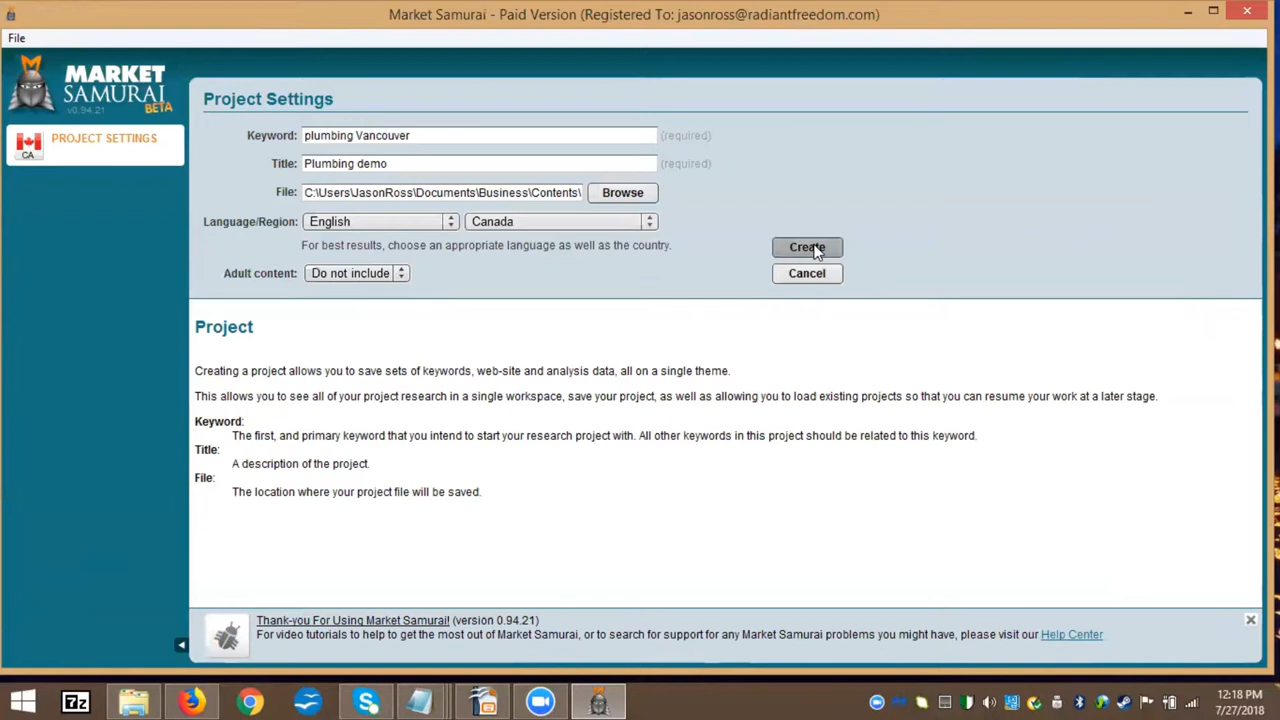 Market Samurai - Paid Version (Registered To: jasonross@radiantfreedom.com)
File
MARKET
SAMURAI
v0.94.21 BETA
PROJECT SETTINGS
CA
Project Settings
Keyword: plumbing Vancouver (required)
Title: Plumbing demo (required)
File: C:\Users\JasonRoss\Documents\Business\Contents\ Browse
Language/Region: English Canada
For best results, choose an appropriate language as well as the country.
Create
Adult content: Do not include
Cancel
Project
Creating a project allows you to save sets of keywords, web-site and analysis data, all on a single theme.
This allows you to see all of your project research in a single workspace, save your project, as well as allowing you to load existing projects so that you can resume your work at a later stage.
Keyword:
The first, and primary keyword that you intend to start your research project with. All other keywords in this project should be related to this keyword.
Title:
A description of the project.
File:
The location where your project file will be saved.
Thank-you For Using Market Samurai! (version 0.94.21)
For video tutorials to help to get the most out of Market Samurai, or to search for support for any Market Samurai problems you might have, please visit our Help Center
7z
12:18 PM
7/27/2018